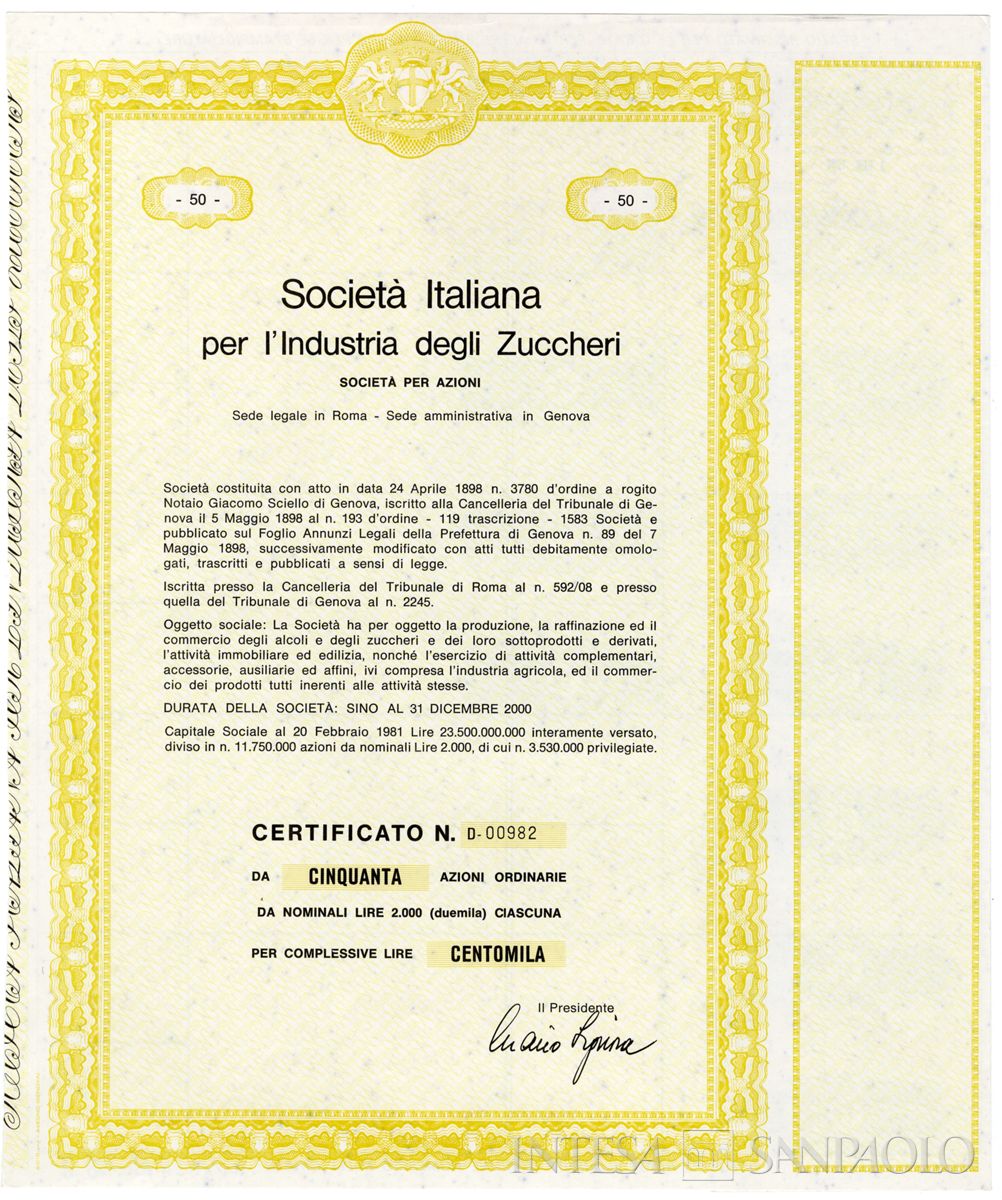 - 50 -
- 50 -
Società Italiana
per l'Industria degli Zuccheri
SOCIETÀ PER AZIONI
Sede legale in Roma - Sede amministrativa in Genova
Società costituita con atto in data 24 Aprile 1898 n. 3780 d'ordine a rogito
Notaio Giacomo Sciello di Genova, iscritto alla Cancelleria del Tribunale di Ge-
nova il 5 Maggio 1898 al n. 193 d'ordine - 119 trascrizione - 1583 Società e
pubblicato sul Foglio Annunzi Legali della Prefettura di Genova n. 89 del 7
Maggio 1898, successivamente modificato con atti tutti debitamente omolo-
gati, trascritti e pubblicati a sensi di legge.
Iscritta presso la Cancelleria del Tribunale di Roma al n. 592/08 e presso
quella del Tribunale di Genova al n. 2245.
Oggetto sociale: La Società ha per oggetto la produzione, la raffinazione ed il
commercio degli alcoli e degli zuccheri e dei loro sottoprodotti e derivati,
l'attività immobiliare ed edilizia, nonché l'esercizio di attività complementari,
accessorie, ausiliarie ed affini, ivi compresa l'industria agricola, ed il commer-
cio dei prodotti tutti inerenti alle attività stesse.
DURATA DELLA SOCIETÀ: SINO AL 31 DICEMBRE 2000
Capitale Sociale al 20 Febbraio 1981 Lire 23.500.000.000 interamente versato,
diviso in n. 11.750.000 azioni da nominali Lire 2.000, di cui n. 3.530.000 privilegiate.
CERTIFICATO N. D-00982
DA CINQUANTA AZIONI ORDINARIE
DA NOMINALI LIRE 2.000 (duemila) CIASCUNA
PER COMPLESSIVE LIRE CENTOMILA
Il Presidente
INTESA SANPAOLO